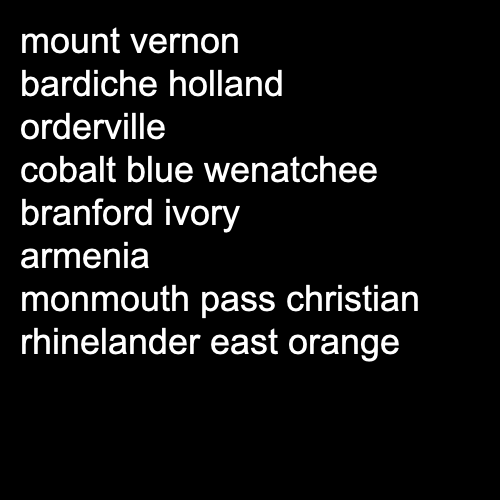 mount vernon
bardiche holland
orderville
cobalt blue wenatchee
branford ivory
armenia
monmouth pass christian
rhinelander east orange